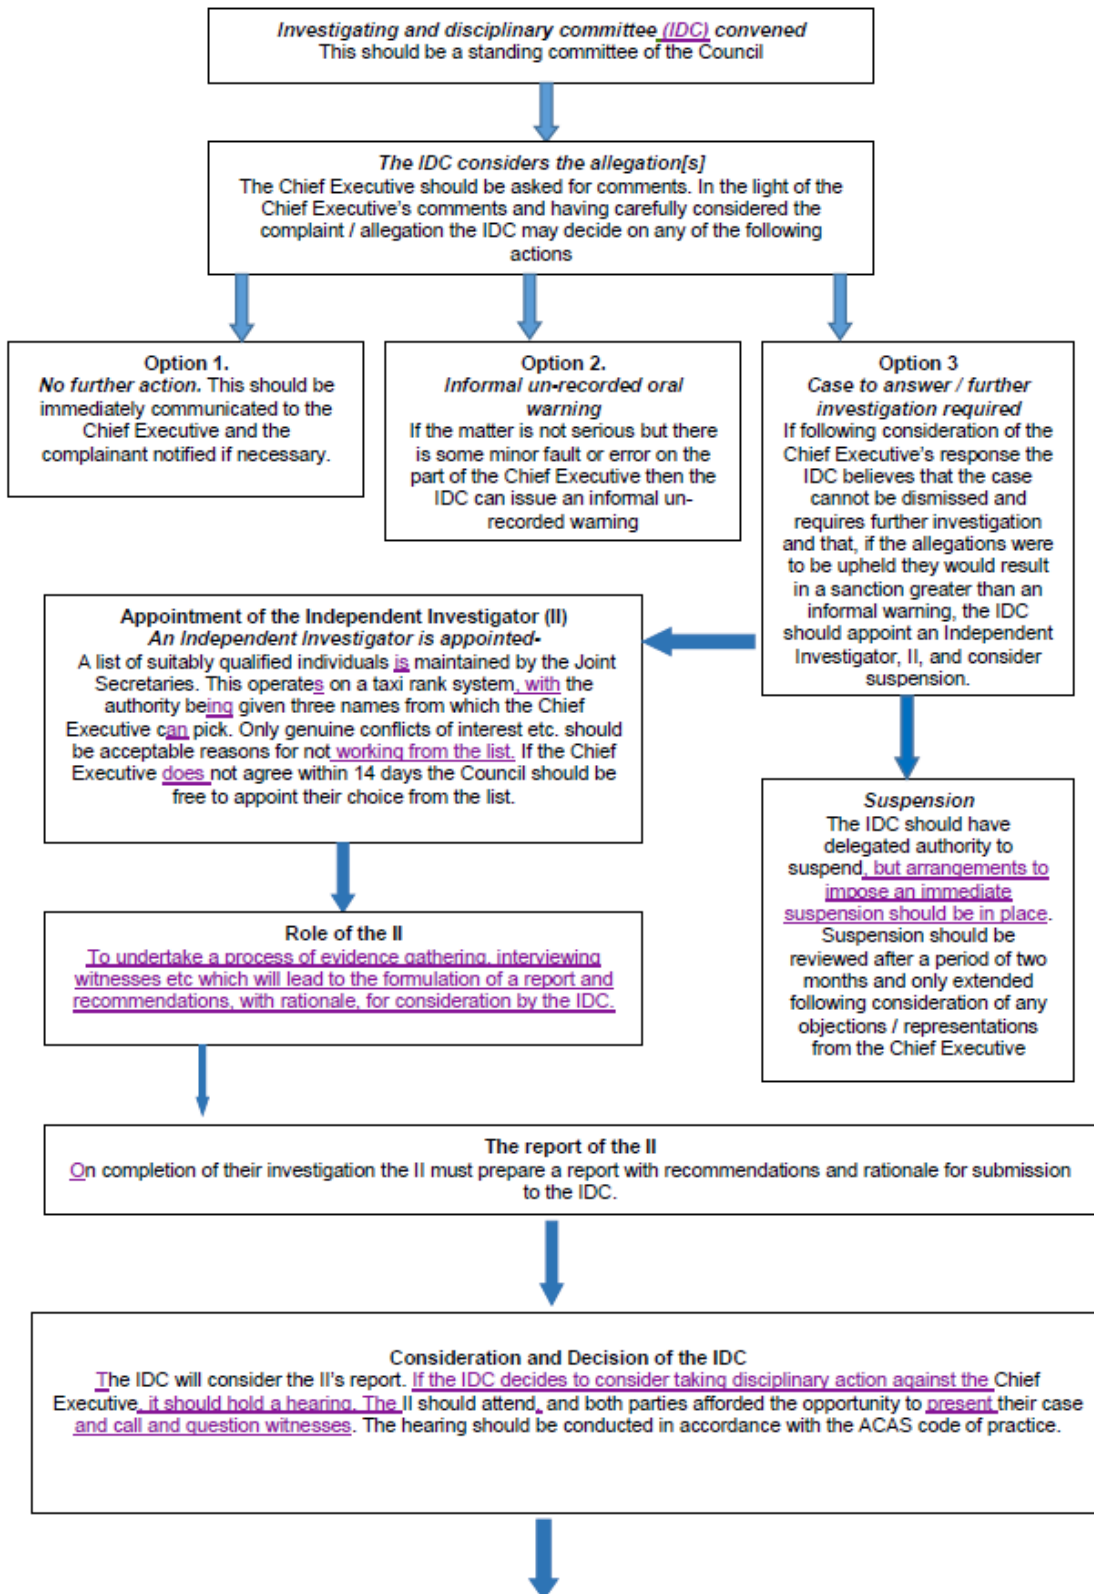 Investigating and disciplinary committee (IDC) convened
This should be a standing committee of the Council
The IDC considers the allegation[s]
The Chief Executive should be asked for comments. In the light of the
Chief Executive's comments and having carefully considered the
complaint / allegation the IDC may decide on any of the following
actions
Option 1.
No further action. This should be
immediately communicated to the
Chief Executive and the
complainant notified if necessary.
Option 2.
Informal un-recorded oral
warning
If the matter is not serious but there
is some minor fault or error on the
part of the Chief Executive then the
IDC can issue an informal un-
recorded warning
Option 3
Case to answer / further
investigation required
If following consideration of the
Chief Executive's response the
IDC believes that the case
cannot be dismissed and
requires further investigation
and that, if the allegations were
to be upheld they would result
in a sanction greater than an
informal warning, the IDC
should appoint an Independent
Investigator, II, and consider
suspension.
Appointment of the Independent Investigator (II)
An Independent Investigator is appointed-
A list of suitably qualified individuals is maintained by the Joint
Secretaries. This operates on a taxi rank system, with the
authority being given three names from which the Chief
Executive can pick. Only genuine conflicts of interest etc. should
be acceptable reasons for not working from the list. If the Chief
Executive does not agree within 14 days the Council should be
free to appoint their choice from the list.
Suspension
The IDC should have
delegated authority to
suspend, but arrangements to
impose an immediate
suspension should be in place.
Suspension should be
reviewed after a period of two
months and only extended
following consideration of any
objections / representations
from the Chief Executive
Role of the II
To undertake a process of evidence gathering, interviewing
witnesses etc which will lead to the formulation of a report and
recommendations, with rationale, for consideration by the IDC.
The report of the II
On completion of their investigation the II must prepare a report with recommendations and rationale for submission
to the IDC.
Consideration and Decision of the IDC
The IDC will consider the II's report. If the IDC decides to consider taking disciplinary action against the Chief
Executive, it should hold a hearing. The II should attend, and both parties afforded the opportunity to present their case
and call and question witnesses. The hearing should be conducted in accordance with the ACAS code of practice.